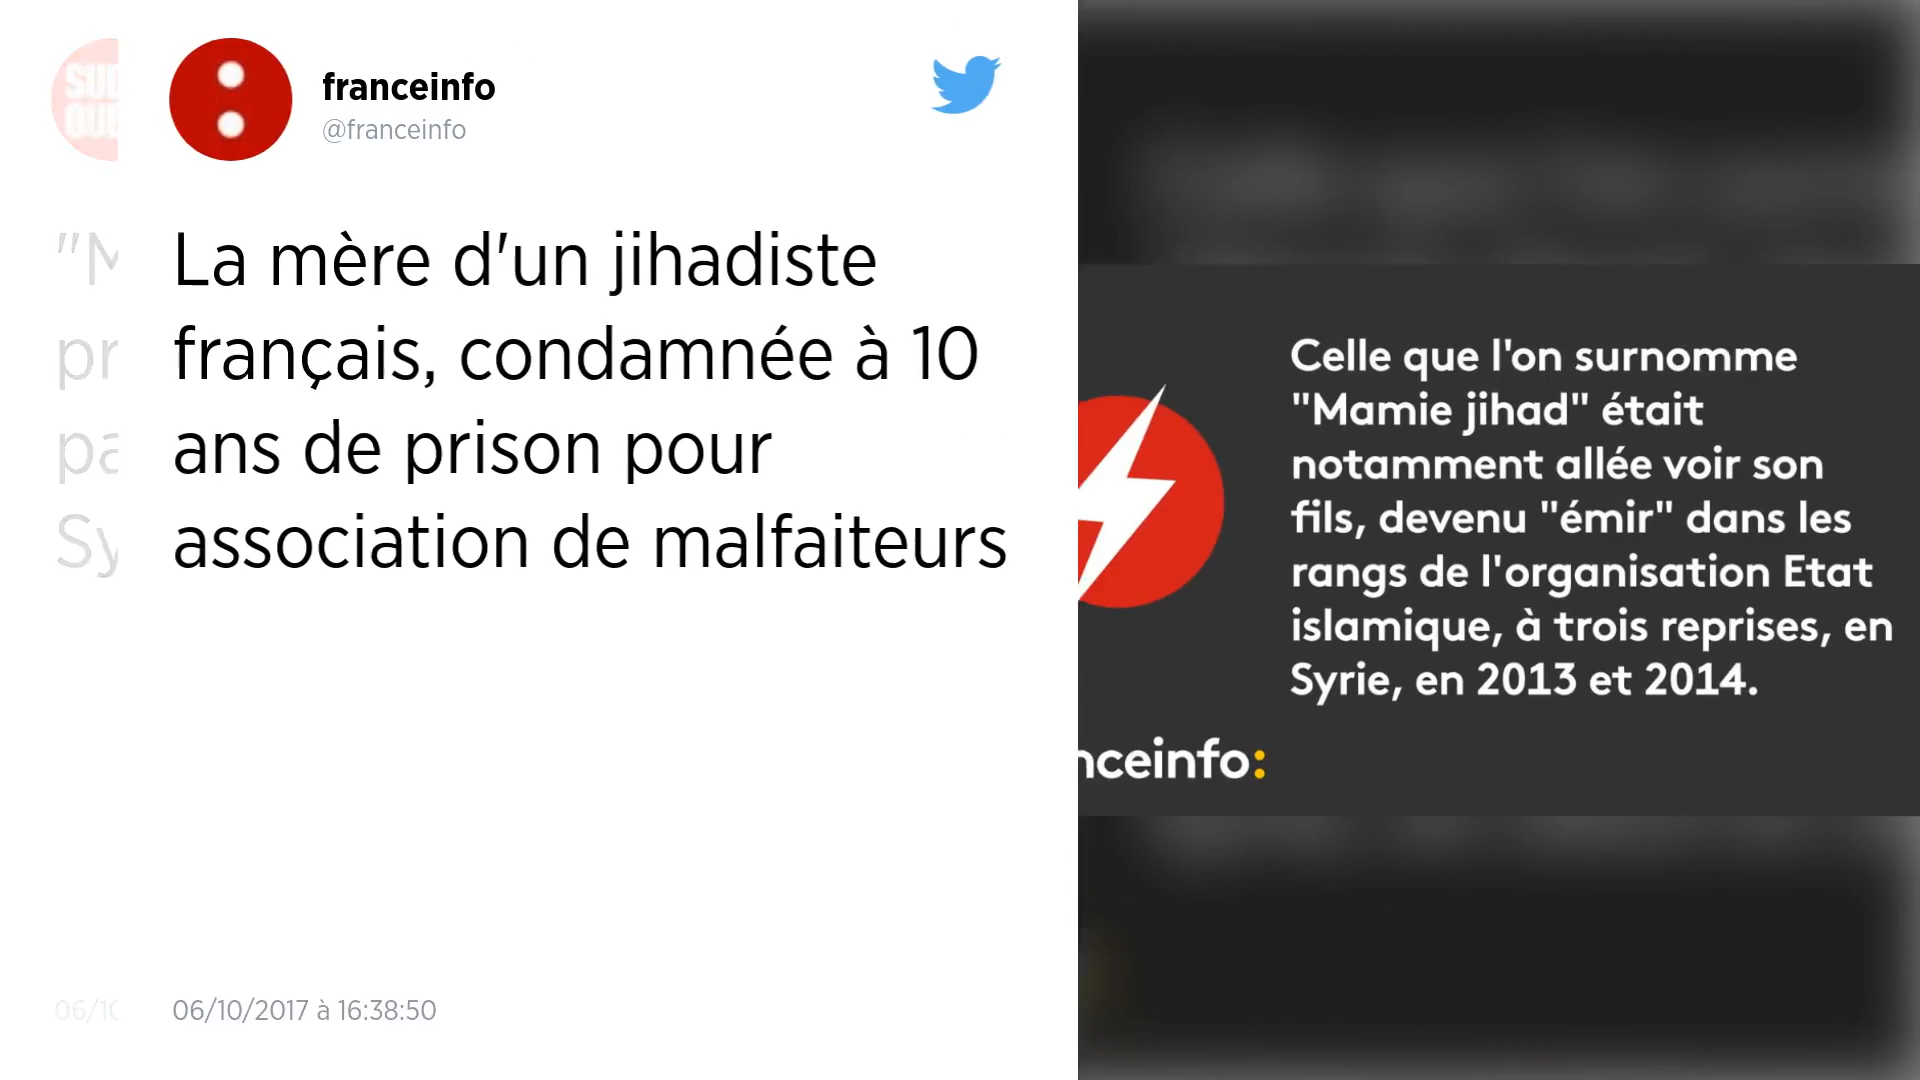 franceinfo
@franceinfo
La mère d'un jihadiste
français, condamnée à 10
ans de prison pour
association de malfaiteurs
06/10/2017 à 16:38:50
Celle que l'on surnomme
"Mamie jihad" était
notamment allée voir son
fils, devenu "émir" dans les
rangs de l'organisation Etat
islamique, à trois reprises, en
Syrie, en 2013 et 2014.
nceinfo: